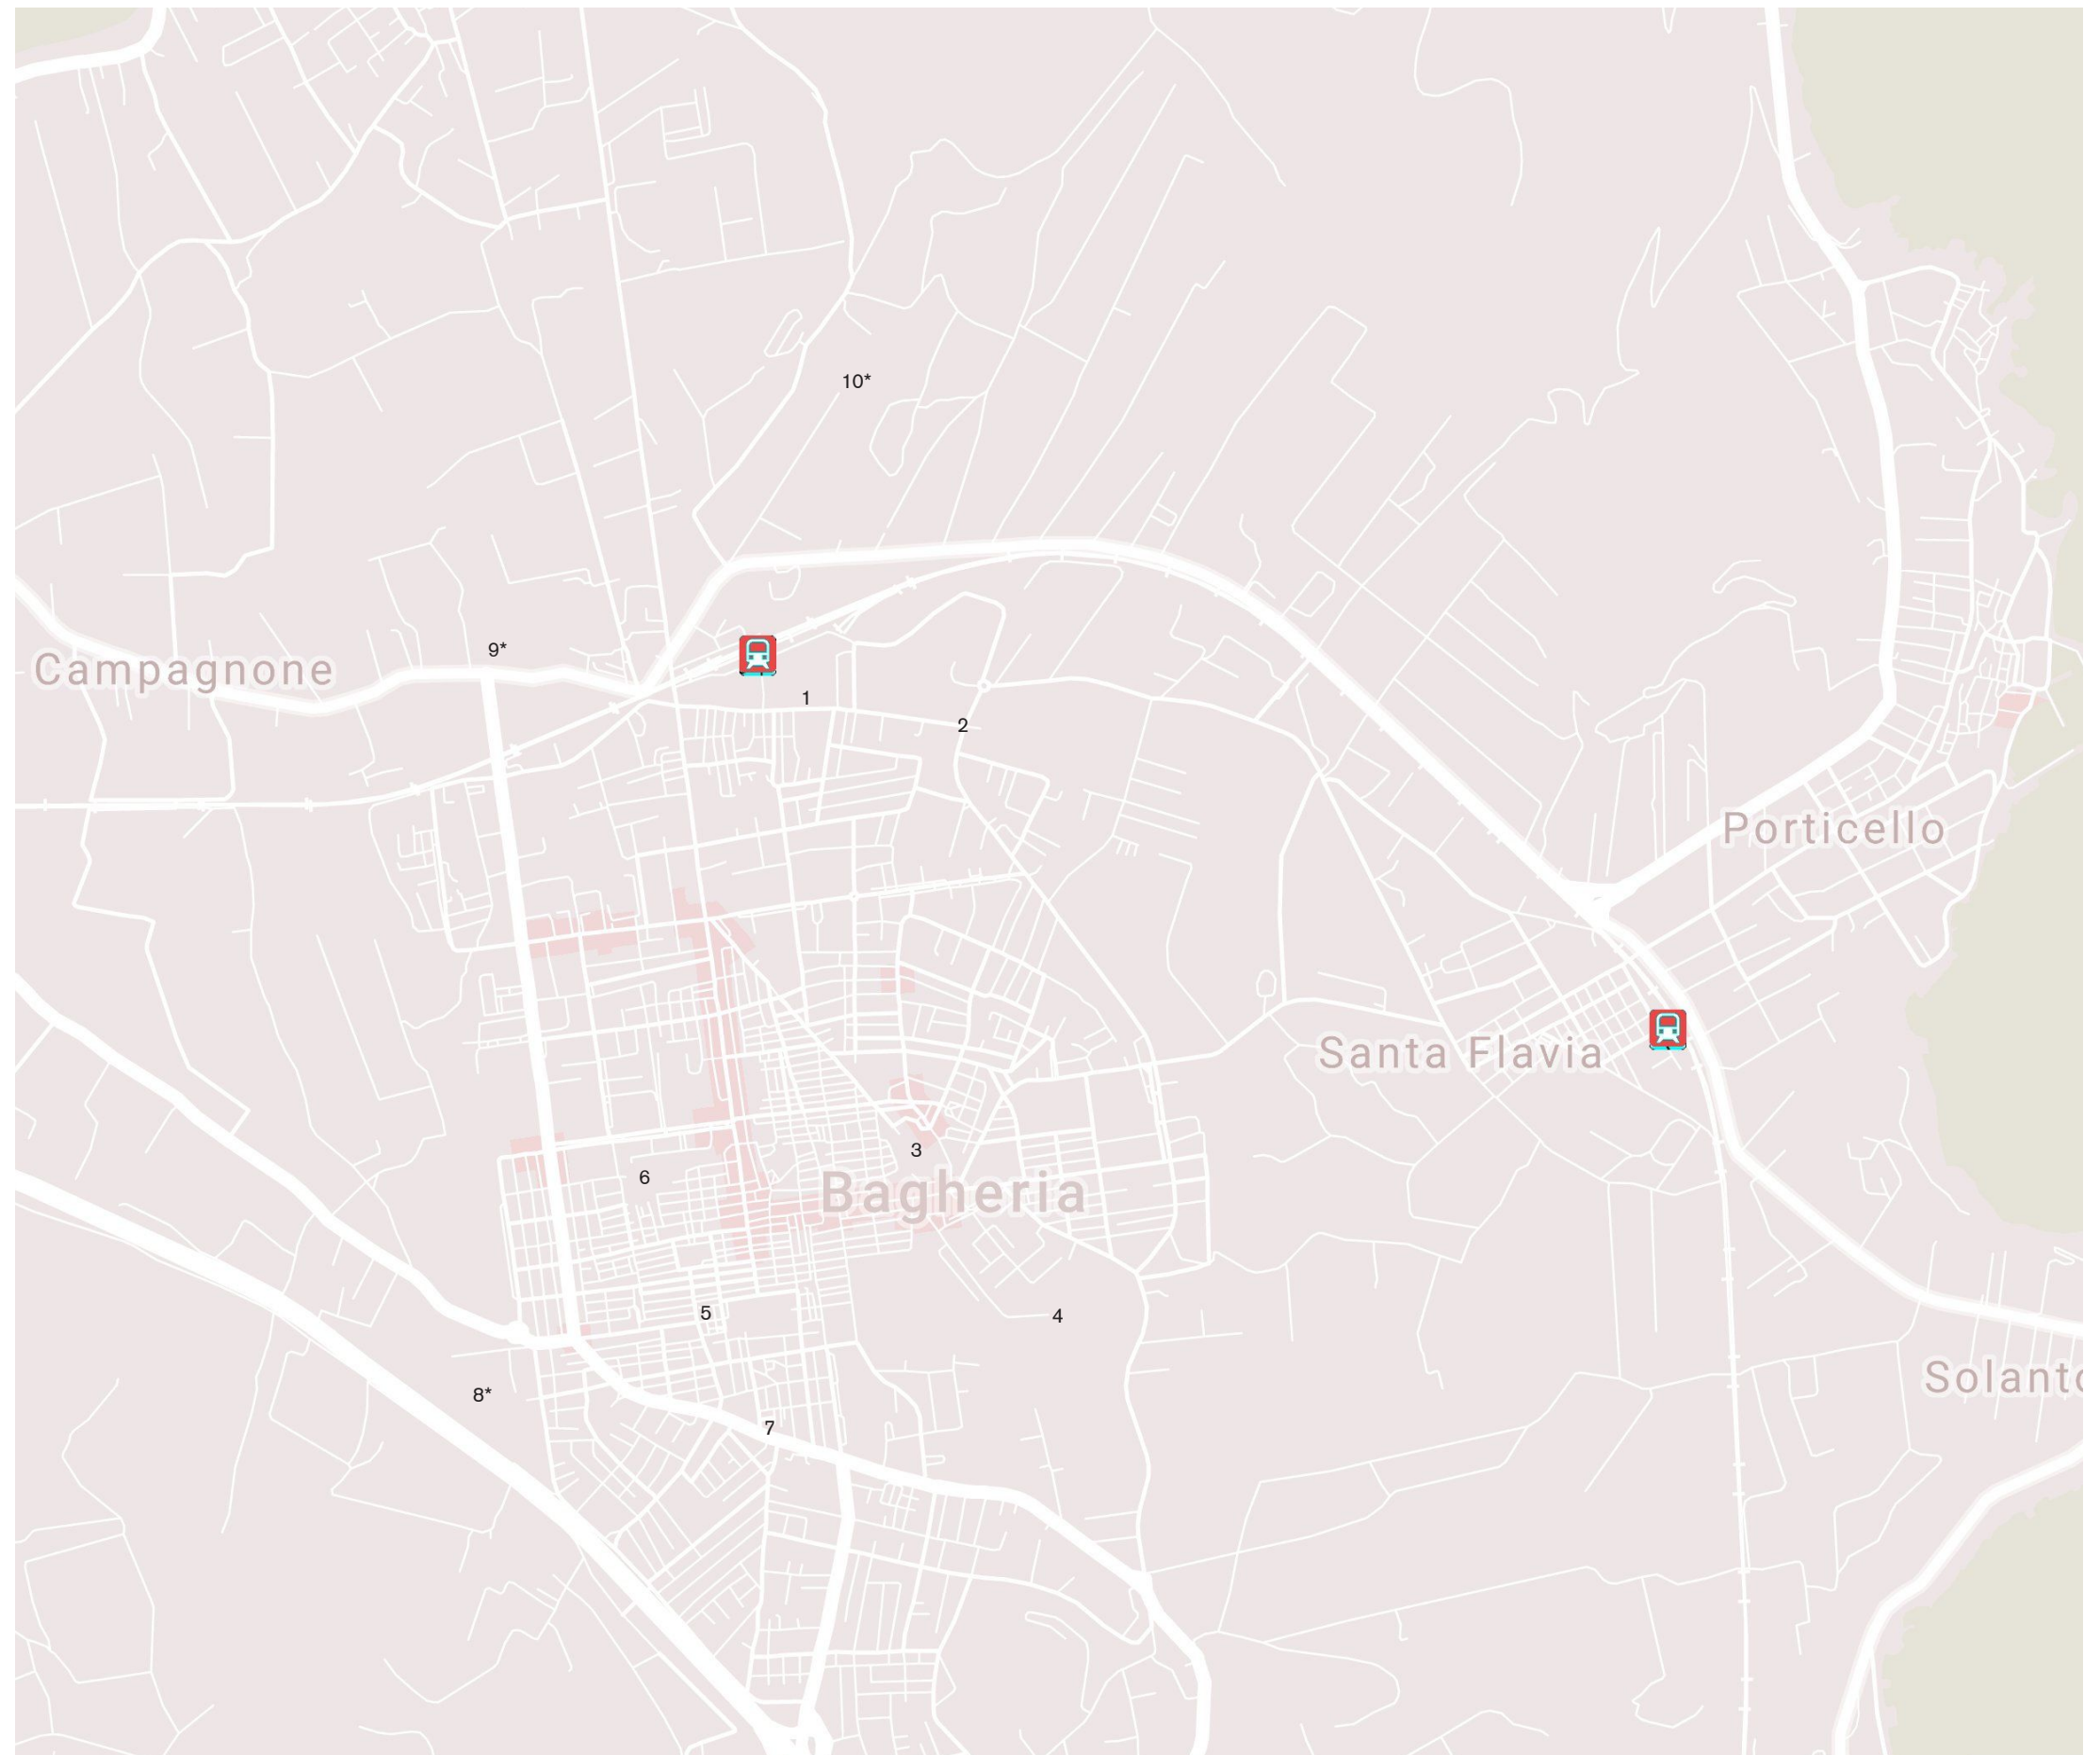 10*
9*
Campagnone
1
2
Porticello
Santa Flavia
3
6
Bagheria
5
4
Solanto
8*
7